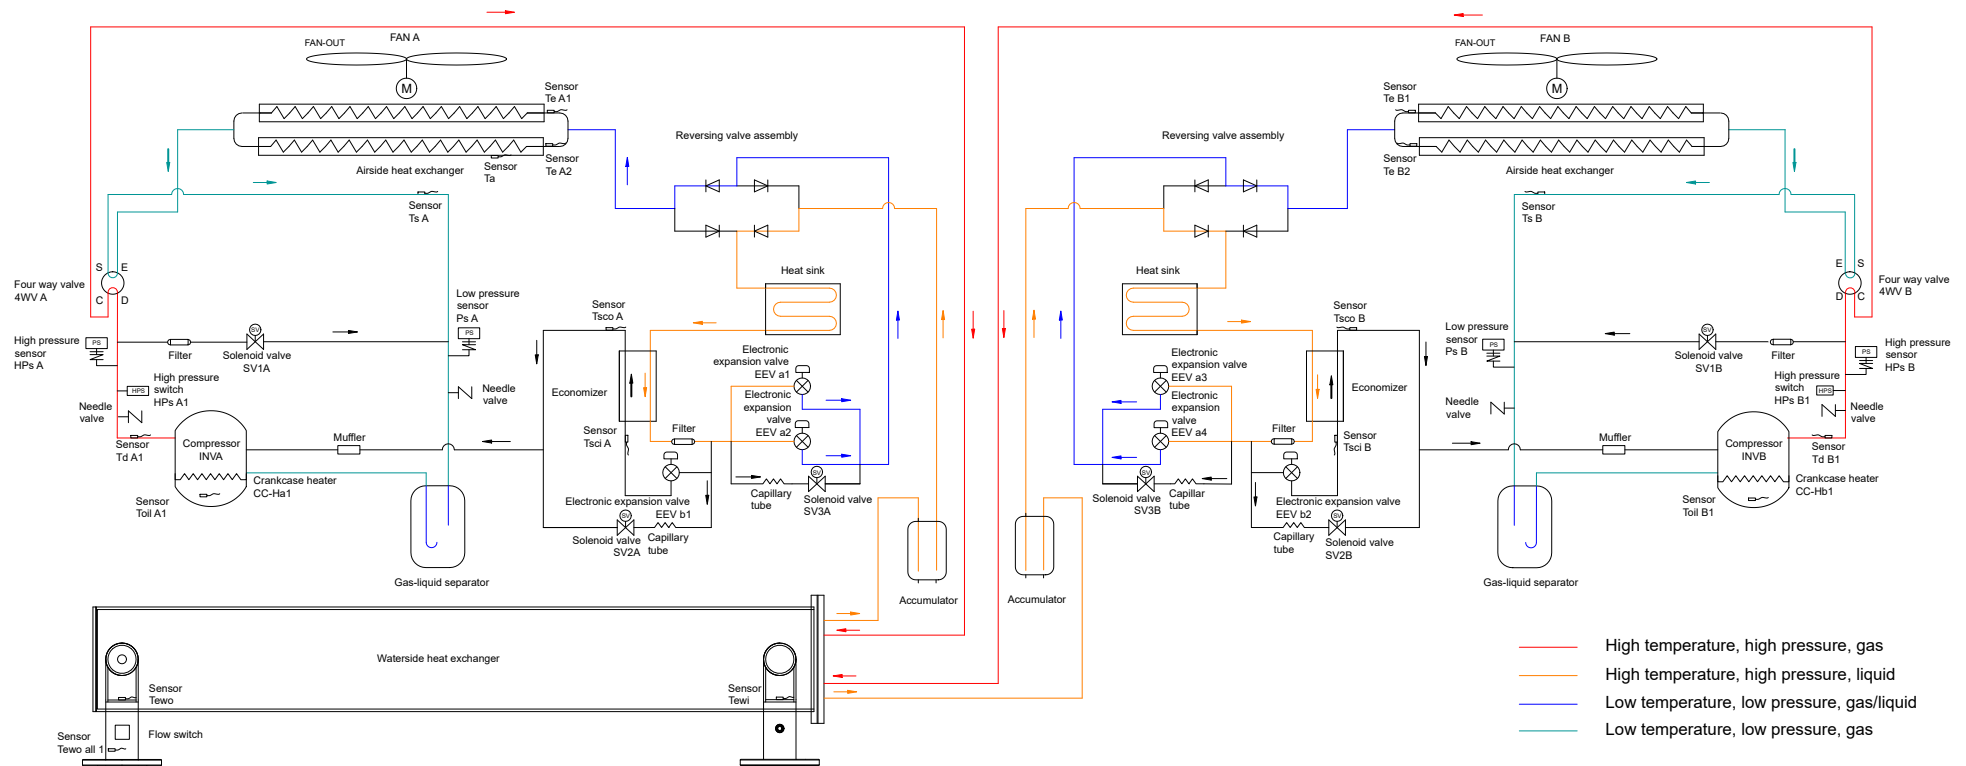 FAN A
FAN-OUT
M
Sensor
Te A1
Sensor
Te A2
Sensor
Ta
Airside heat exchanger
Reversing valve assembly
Sensor
Ts A
S
E
C
D
Four way valve
4WV A
Low pressure
sensor
Ps A
PS
High pressure
sensor
HPs A
PS
Filter
SV
Solenoid valve
SV1A
HPS
High pressure
switch
HPs A1
Needle
valve
Needle
valve
Sensor
Td A1
Compressor
INVA
Muffler
Crankcase heater
CC-Ha1
Sensor
Toil A1
Gas-liquid separator
Heat sink
Sensor
Tsco A
Economizer
Sensor
Tsci A
Electronic
expansion valve
EEV a1
Electronic
expansion
valve
EEV a2
Filter
Electronic expansion valve
EEV b1
SV
Solenoid valve
SV2A
Capillary
tube
Capillary
tube
SV
Solenoid valve
SV3A
Accumulator
FAN B
FAN-OUT
M
Sensor
Te B1
Sensor
Te B2
Airside heat exchanger
Reversing valve assembly
Sensor
Ts B
E
S
D
C
Four way valve
4WV B
Low pressure
sensor
Ps B
PS
SV
Solenoid valve
SV1B
Filter
PS
High pressure
sensor
HPs B
High pressure
switch
HPs B1
HPS
Needle
valve
Needle
valve
Sensor
Td B1
Compressor
INVB
Muffler
Crankcase heater
CC-Hb1
Sensor
Toil B1
Gas-liquid separator
Heat sink
Sensor
Tsco B
Economizer
Sensor
Tsci B
Electronic
expansion valve
EEV a3
Electronic
expansion
valve
EEV a4
Filter
Electronic expansion valve
EEV b2
Capillary
tube
SV
Solenoid valve
SV2B
SV
Solenoid valve
SV3B
Capillar
tube
Accumulator
Waterside heat exchanger
Sensor
Tewo
Sensor
Tewi
Sensor
Tewo all 1
Flow switch
High temperature, high pressure, gas
High temperature, high pressure, liquid
Low temperature, low pressure, gas/liquid
Low temperature, low pressure, gas